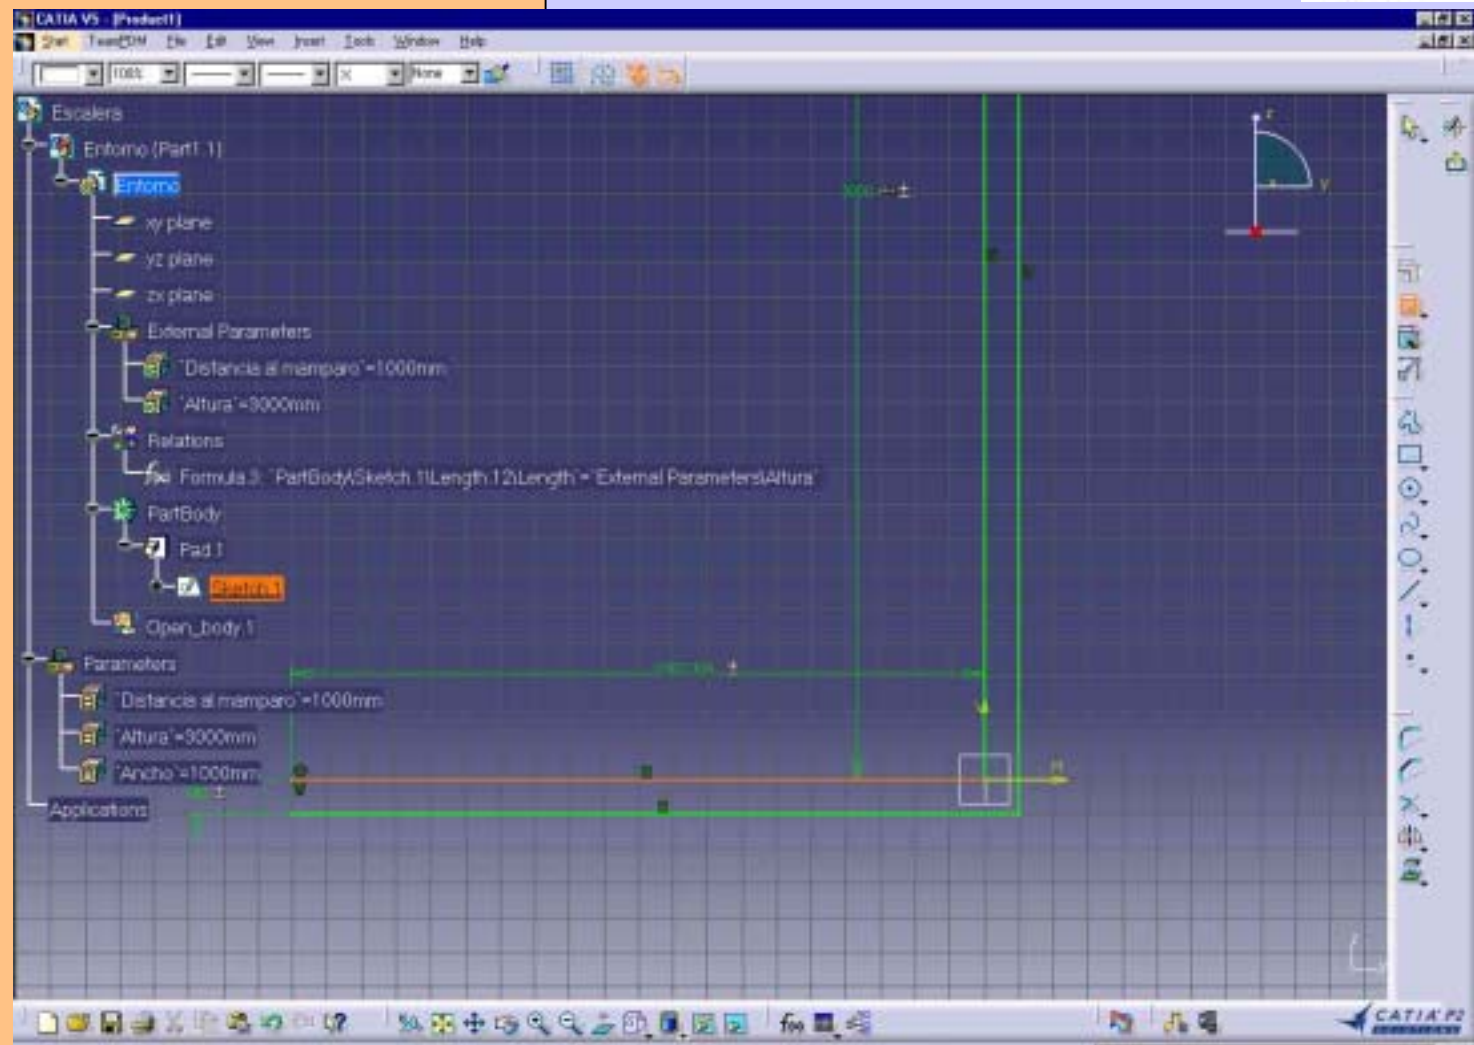 CATIA V5 - [Product1]
Start TeamPDM File Edit View Insert Tools Window Help
100% None
Escalera
Entorno (Part1.1)
Entorno
xy plane
yz plane
zx plane
External Parameters
`Distancia al mamparo`=1000mm
`Altura`=3000mm
Relations
Formula.3: `PartBody\Sketch.1\Length.12\Length`=`External Parameters\Altura`
PartBody
Pad.1
Sketch.1
Open_body.1
Parameters
`Distancia al mamparo`=1000mm
`Altura`=3000mm
`Ancho`=1000mm
Applications
z
y
V
H
CATIA P2
SOLUTIONS